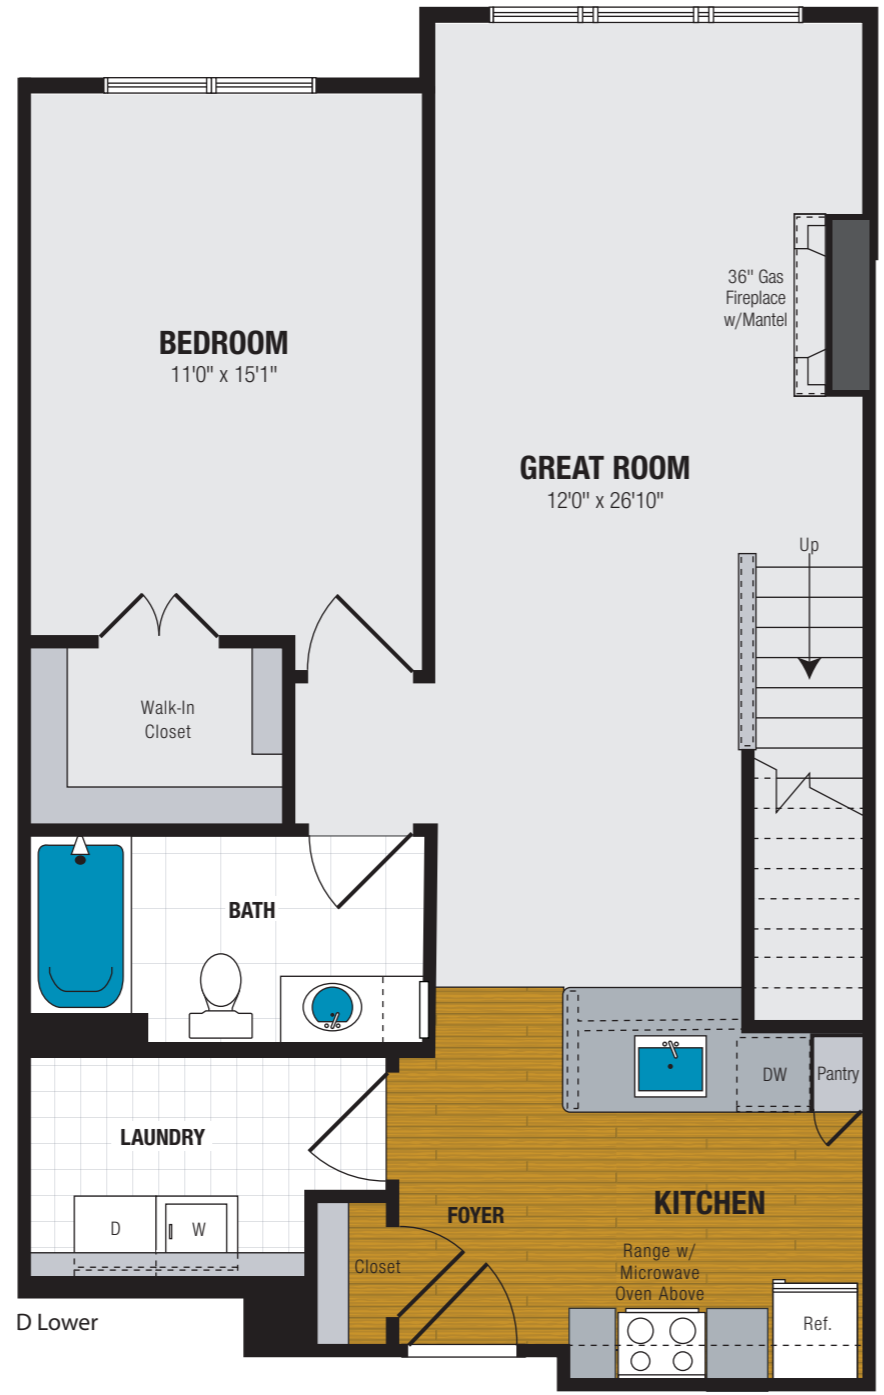 36" Gas
Fireplace
w/Mantel
BEDROOM
11'0" x 15'1"
GREAT ROOM
12'0" x 26'10"
Up
Walk-In
Closet
BATH
DW
Pantry
LAUNDRY
KITCHEN
FOYER
D
W
Range w/
Microwave
Oven Above
Closet
Ref.
D Lower